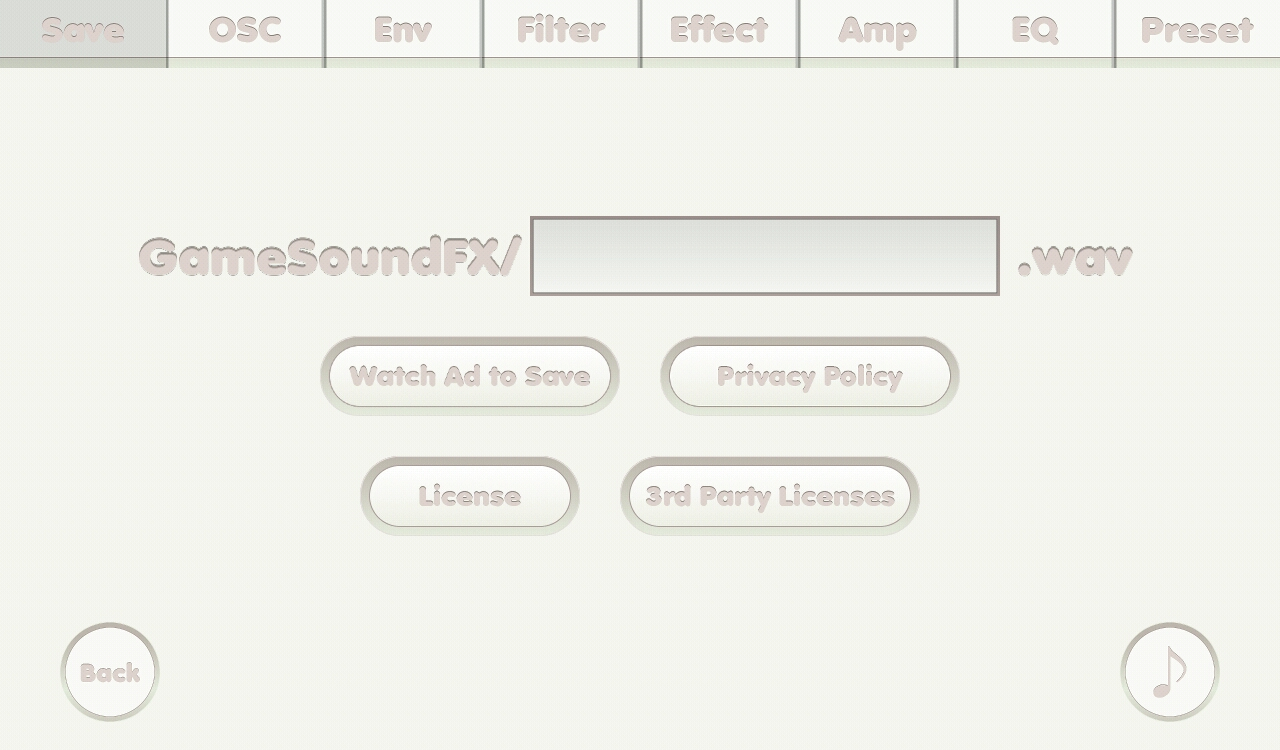 Save OSC Env Filter Effect Amp EQ Preset
GameSoundFX/ .wav
Watch Ad to Save Privacy Policy
License 3rd Party Licenses
Back